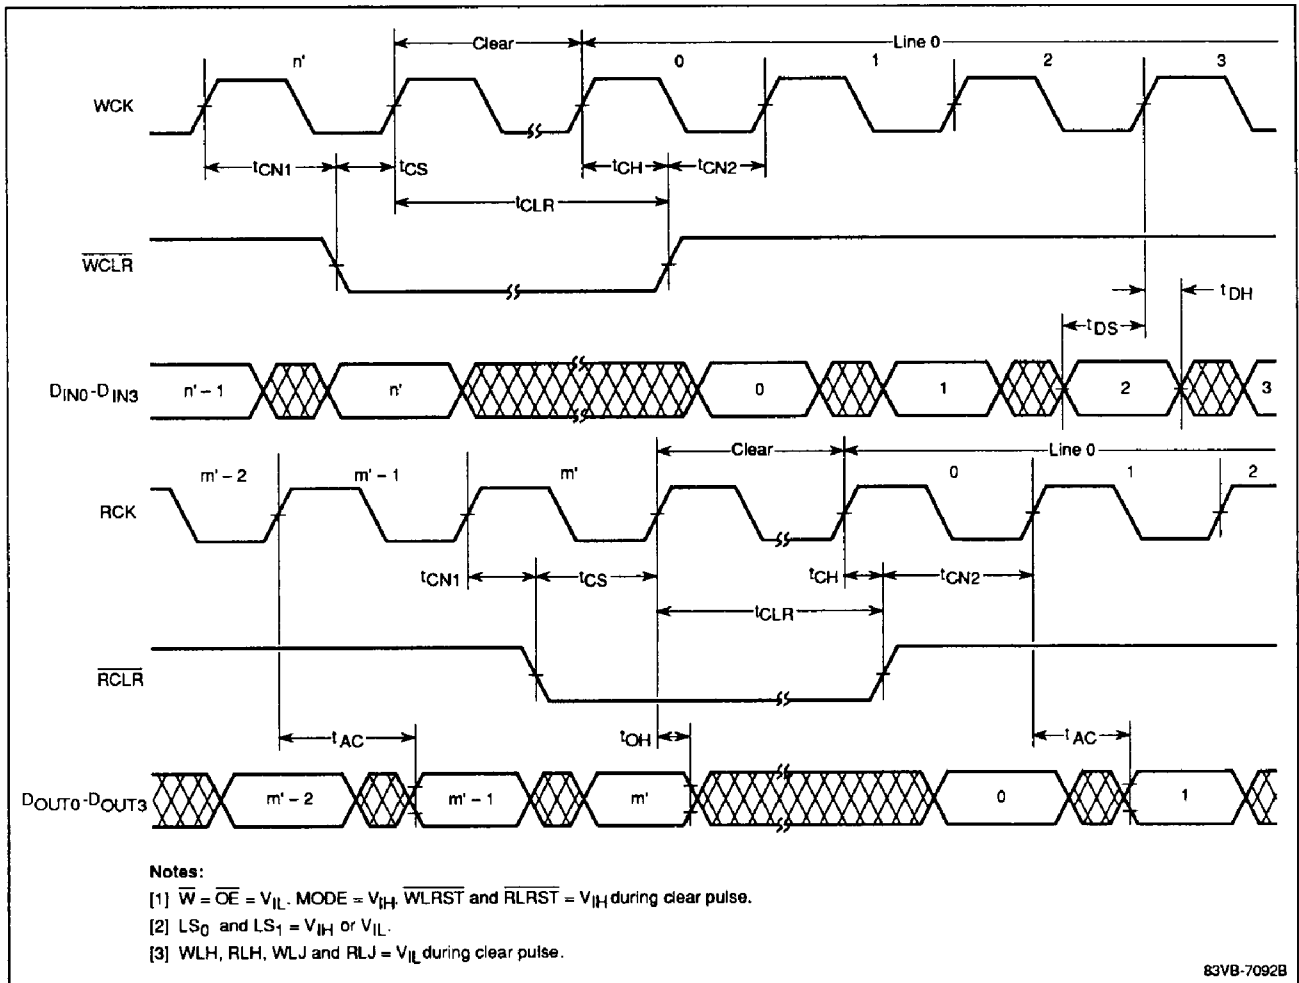 Clear
Line 0
n' 0 1 2 3
WCK
tCN1 tCS tCH tCN2
tCLR
WCLR
tDH
tDS
DIN0-DIN3 n' – 1 n' 0 1 2 3
Clear Line 0
m' – 2 m' – 1 m' 0 1 2
RCK
tCN1 tCS tCH tCN2
tCLR
RCLR
tAC tOH tAC
DOUT0-DOUT3 m' – 2 m' – 1 m' 0 1
Notes:
[1] W = OE = VIL. MODE = VIH. WLRST and RLRST = VIH during clear pulse.
[2] LS0 and LS1 = VIH or VIL.
[3] WLH, RLH, WLJ and RLJ = VIL during clear pulse.
83VB-7092B